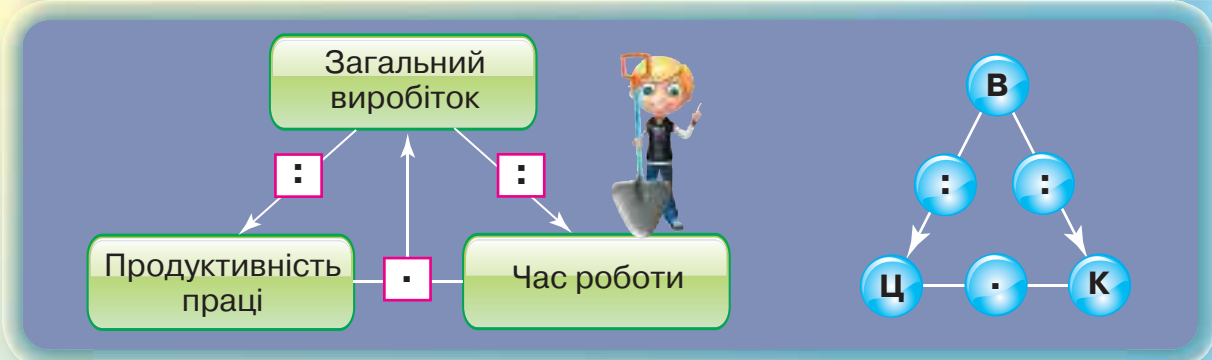 Загальний
виробіток
В
:
:
:
:
Продуктивність
праці
·
Час роботи
Ц
·
К